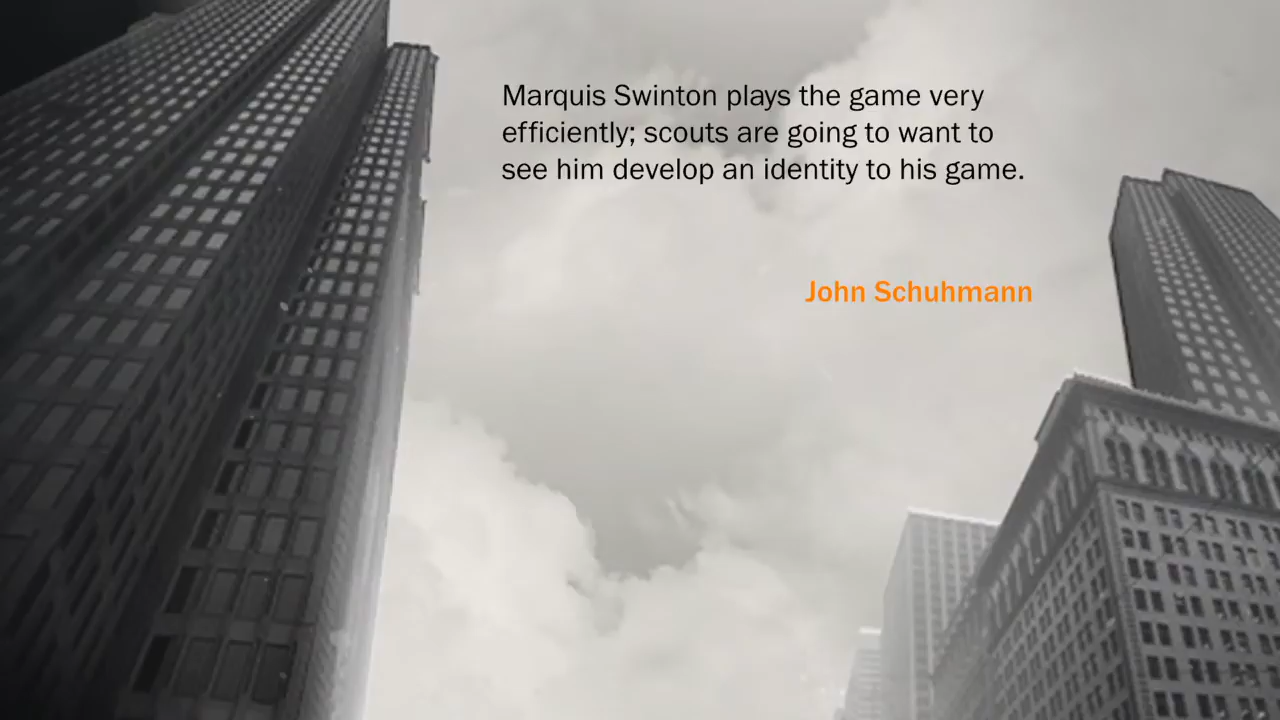 Marquis Swinton plays the game very
efficiently; scouts are going to want to
see him develop an identity to his game.
John Schuhmann